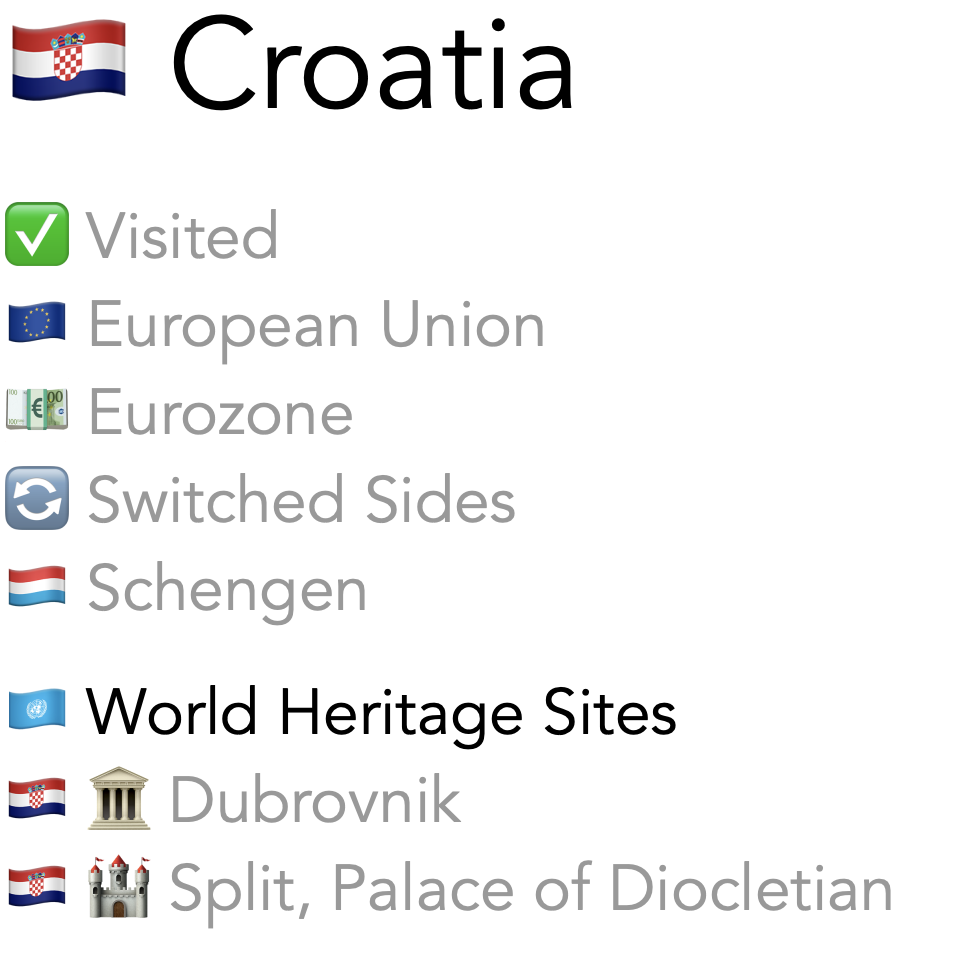 Croatia
Visited
European Union
Eurozone
Switched Sides
Schengen
World Heritage Sites
Dubrovnik
Split, Palace of Diocletian